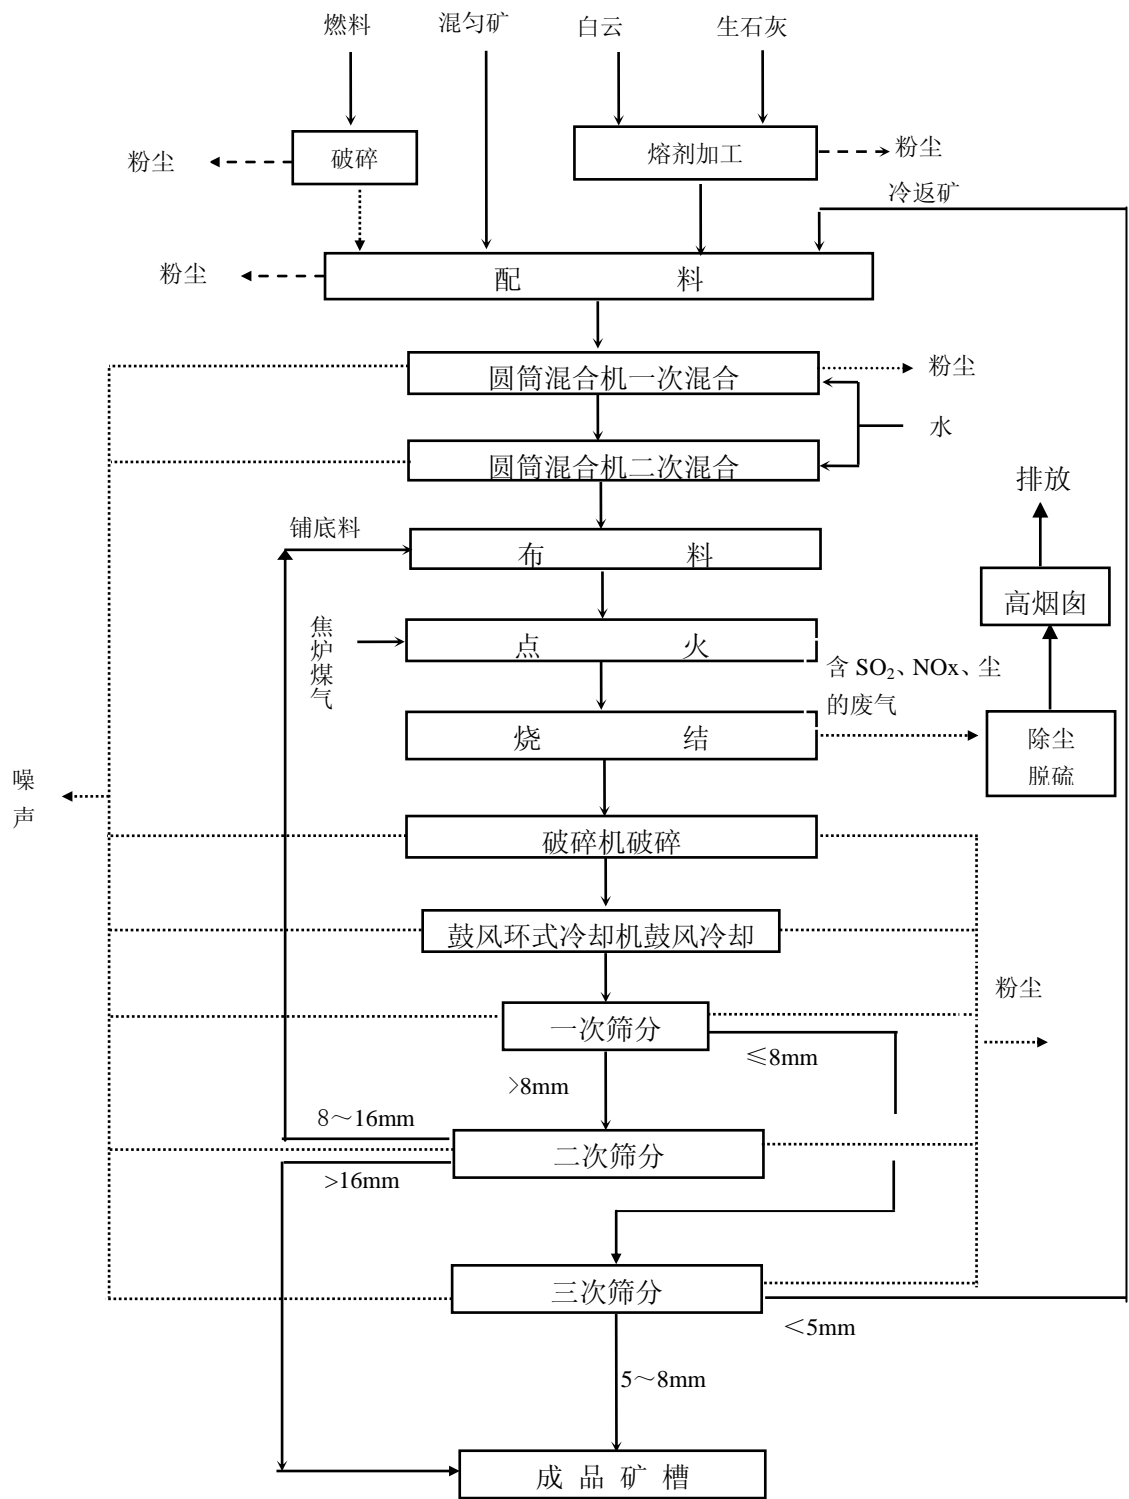 燃料
混匀矿
白云
生石灰
粉尘
破碎
熔剂加工
粉尘
冷返矿
粉尘
配 料
圆筒混合机一次混合
粉尘
水
圆筒混合机二次混合
排放
铺底料
布 料
高烟囱
焦炉煤气
点 火
含 SO₂、NOx、尘
的废气
烧 结
除尘
脱硫
噪声
破碎机破碎
鼓风环式冷却机鼓风冷却
粉尘
一次筛分
≤8mm
>8mm
8～16mm
二次筛分
>16mm
三次筛分
＜5mm
5～8mm
成 品 矿 槽